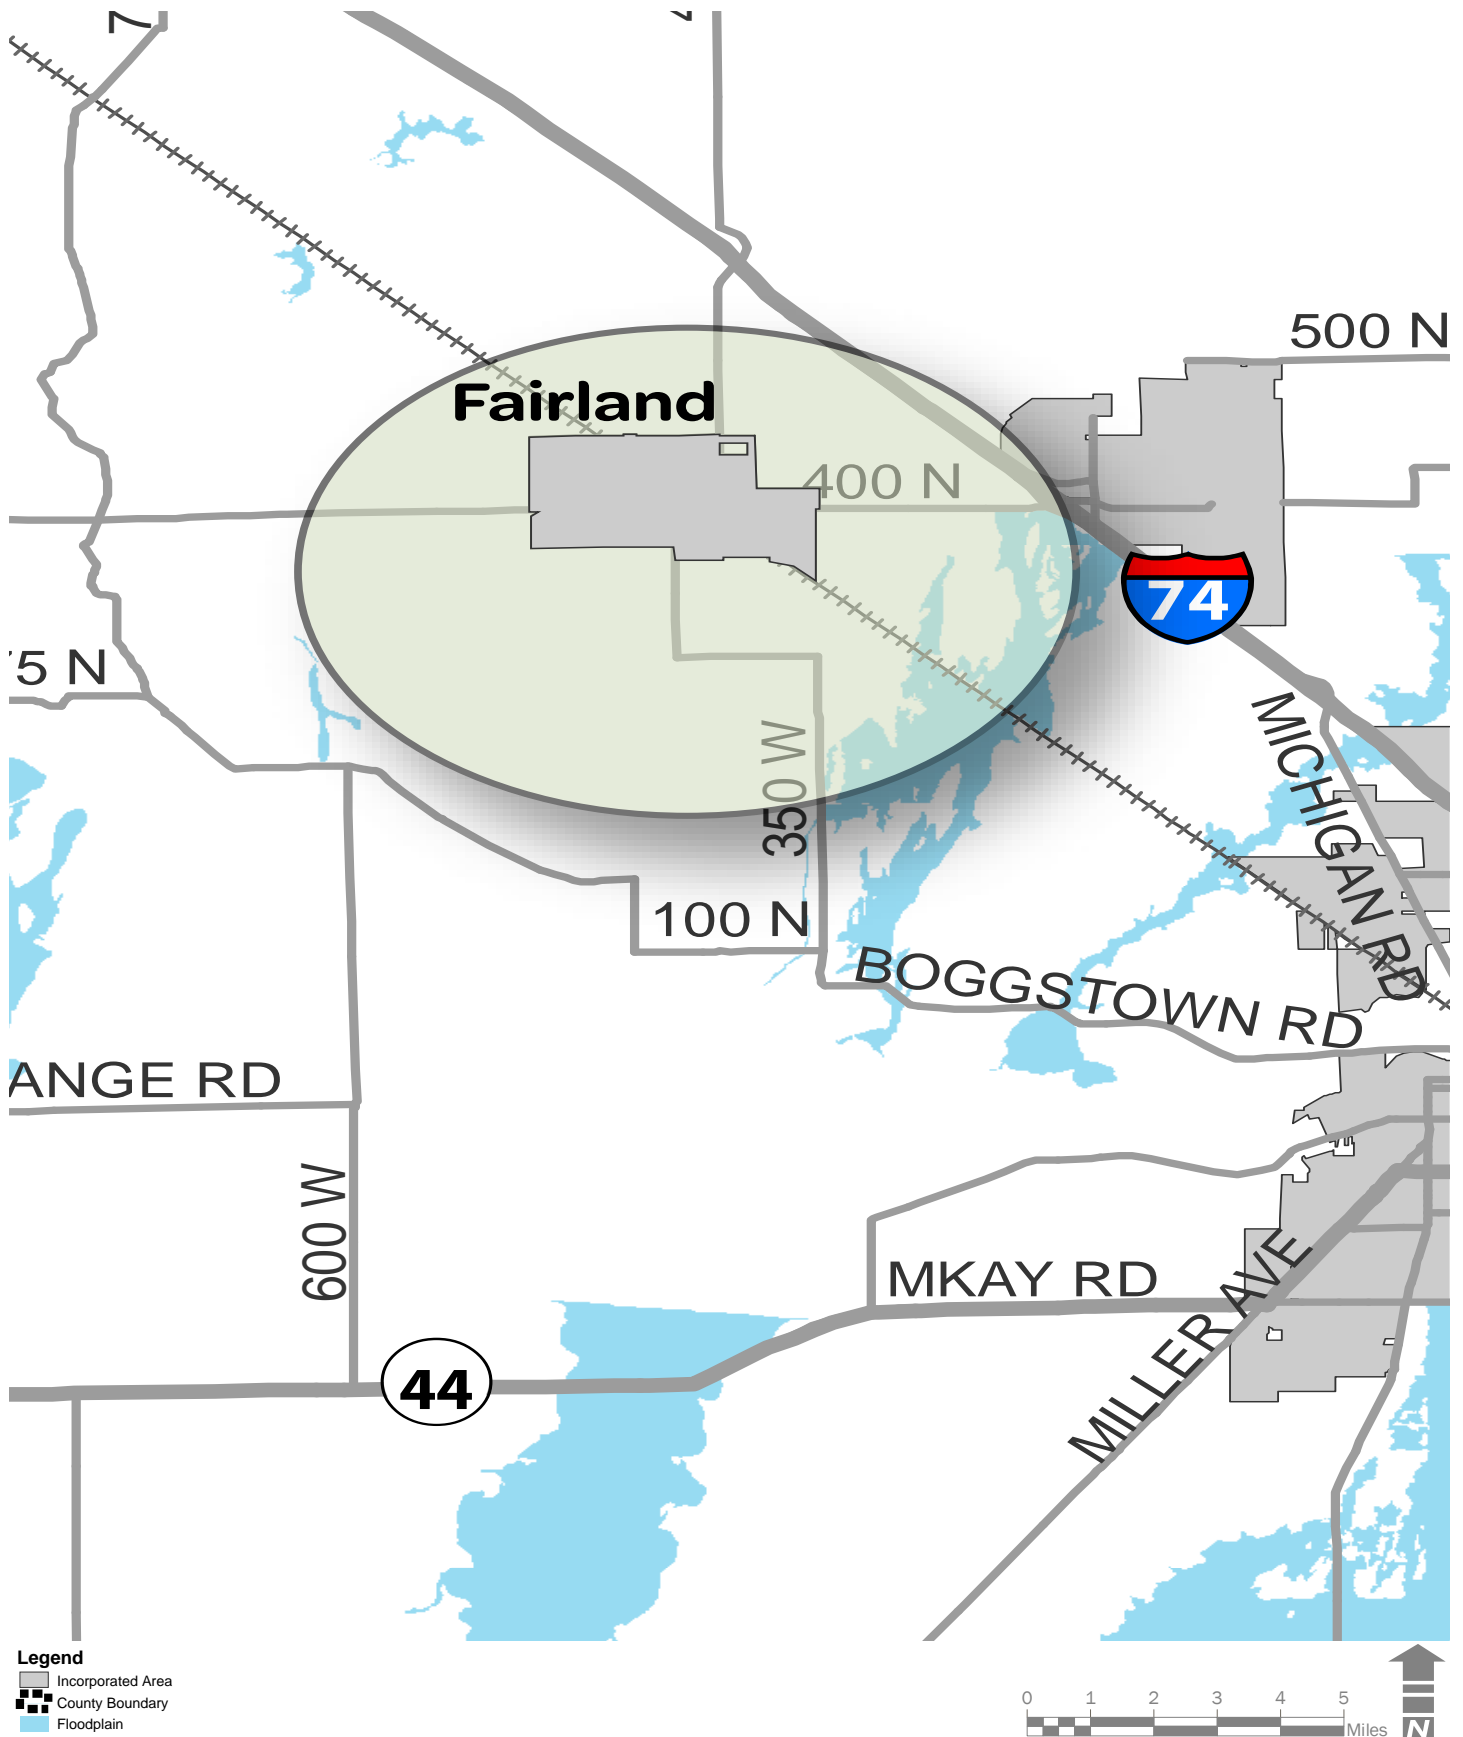 7
500 N
Fairland
400 N
74
5 N
MICHIGAN RD
350 W
100 N
BOGGSTOWN RD
ANGE RD
600 W
MKAY RD
MILLER AVE
44
Legend
Incorporated Area
County Boundary
Floodplain
0 1 2 3 4 5
Miles
N